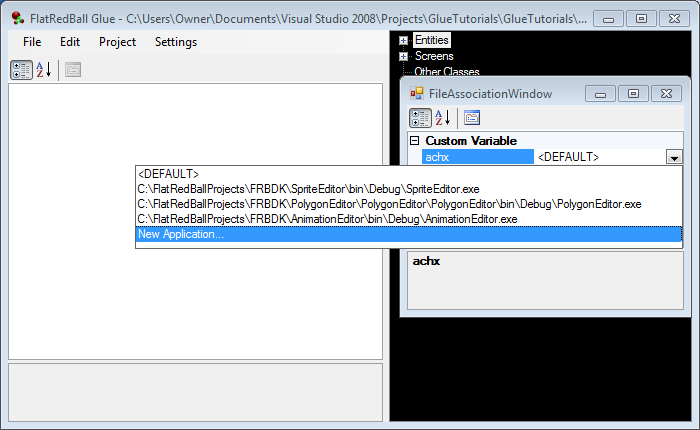 FlatRedBall Glue - C:\Users\Owner\Documents\Visual Studio 2008\Projects\GlueTutorials\GlueTutorials\...
File Edit Project Settings
Entities
Screens
Other Classes
FileAssociationWindow
Custom Variable
achx <DEFAULT>
<DEFAULT>
C:\FlatRedBallProjects\FRBDK\SpriteEditor\bin\Debug\SpriteEditor.exe
C:\FlatRedBallProjects\FRBDK\PolygonEditor\PolygonEditor\PolygonEditor\bin\Debug\PolygonEditor.exe
C:\FlatRedBallProjects\FRBDK\AnimationEditor\bin\Debug\AnimationEditor.exe
New Application...
achx